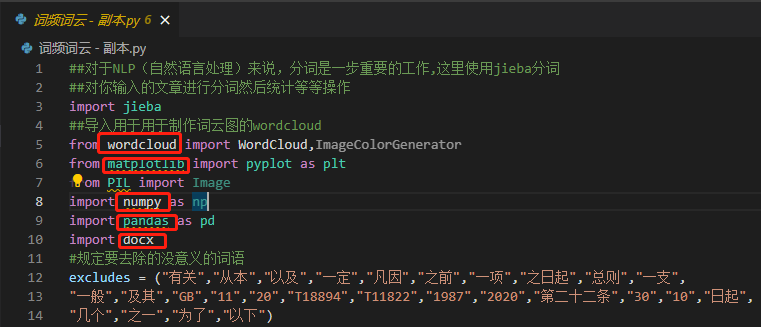 词频词云 - 副本.py 6 ×
词频词云 - 副本.py
1 ##对于NLP（自然语言处理）来说，分词是一步重要的工作,这里使用jieba分词
2 ##对你输入的文章进行分词然后统计等等操作
3 import jieba
4 ##导入用于用于制作词云图的wordcloud
5 from wordcloud import WordCloud,ImageColorGenerator
6 from matplotlib import pyplot as plt
7 from PIL import Image
8 import numpy as np
9 import pandas as pd
10 import docx
11 #规定要去除的没意义的词语
12 excludes = ("有关","从本","以及","一定","凡因","之前","一项","之日起","总则","一支",
13 "一般","及其","GB","11","20","T18894","T11822","1987","2020","第二十二条","30","10","日起",
14 "几个","之一","为了","以下")